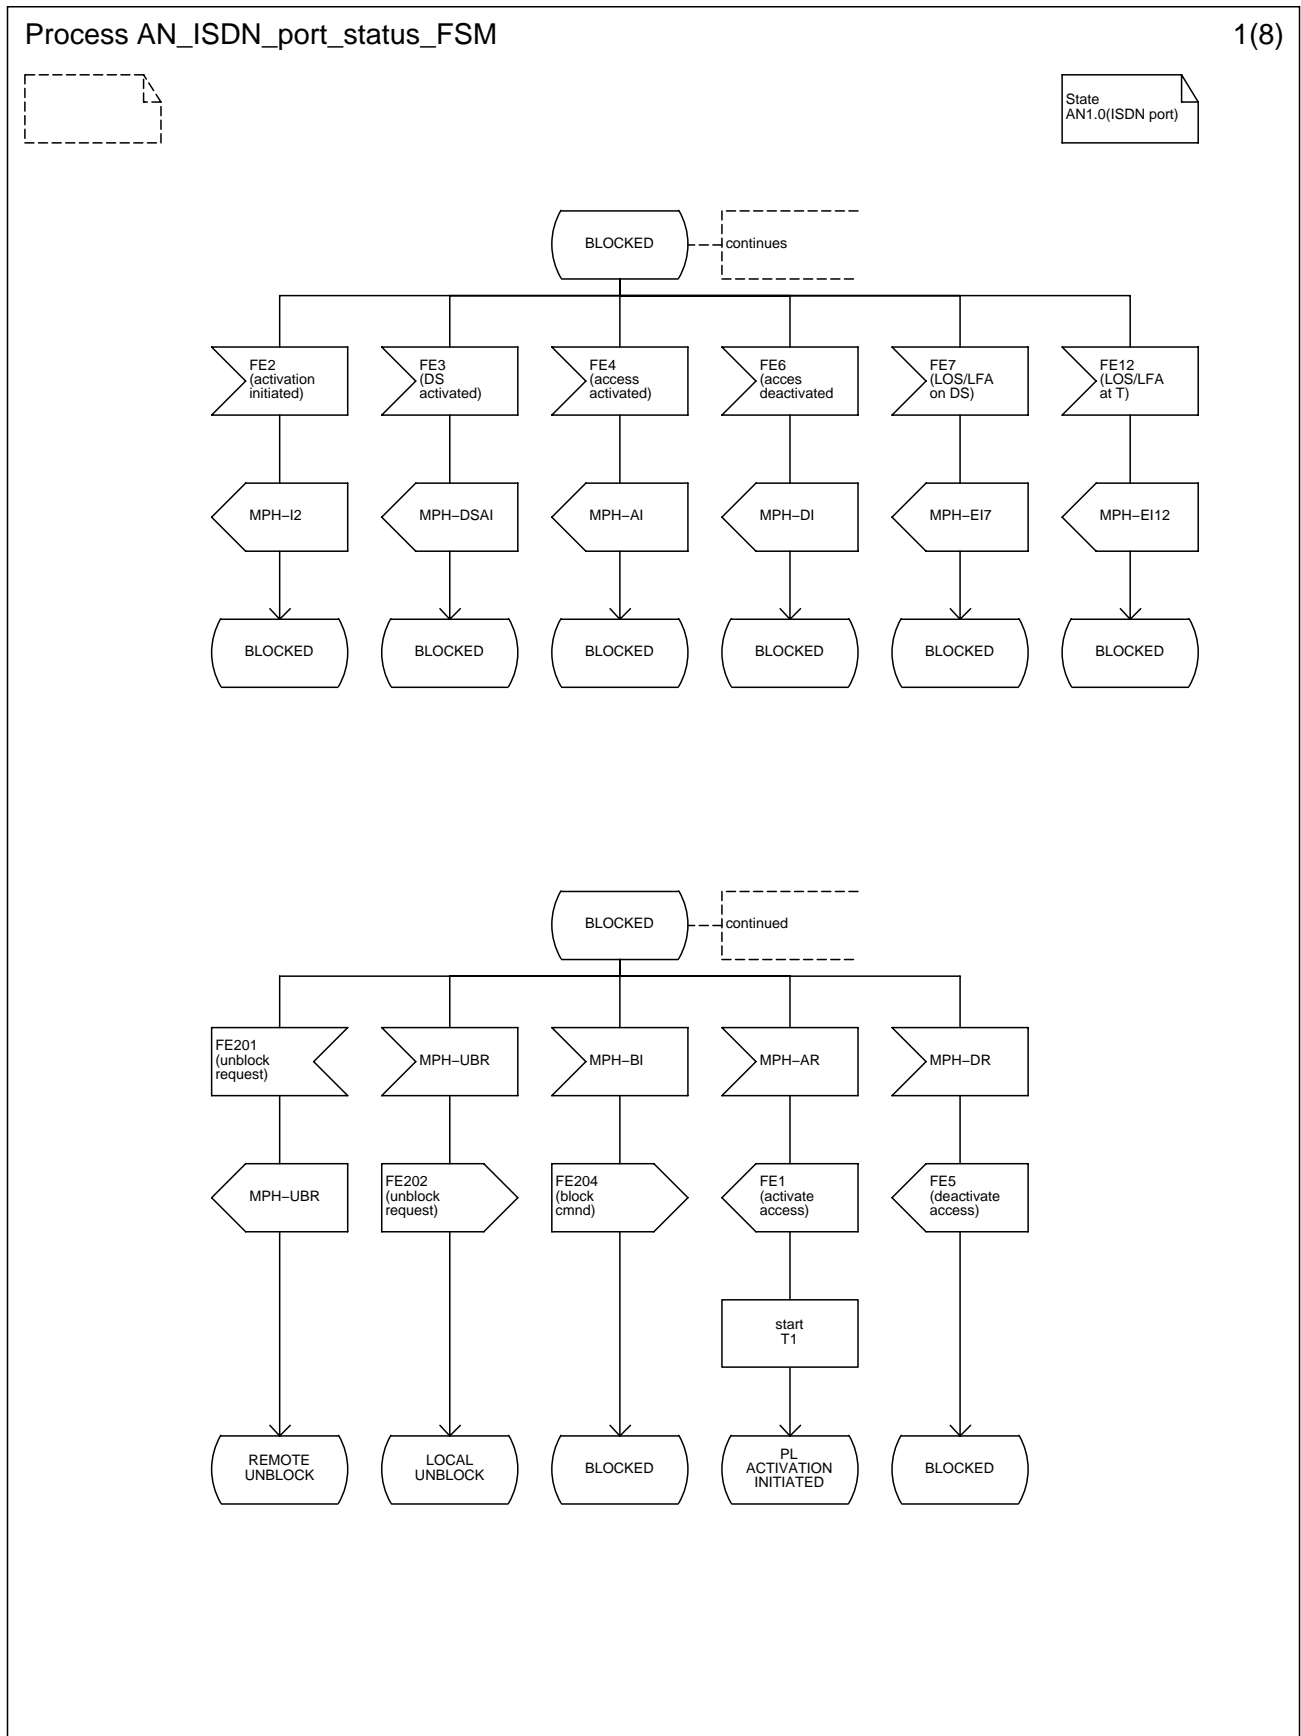 Process AN_ISDN_port_status_FSM
1(8)
State
AN1.0(ISDN port)
BLOCKED
continues
FE2
(activation
initiated)
FE3
(DS
activated)
FE4
(access
activated)
FE6
(acces
deactivated
FE7
(LOS/LFA
on DS)
FE12
(LOS/LFA
at T)
MPH−I2
MPH−DSAI
MPH−AI
MPH−DI
MPH−EI7
MPH−EI12
BLOCKED
BLOCKED
BLOCKED
BLOCKED
BLOCKED
BLOCKED
BLOCKED
continued
FE201
(unblock
request)
MPH−UBR
MPH−BI
MPH−AR
MPH−DR
MPH−UBR
FE202
(unblock
request)
FE204
(block
cmnd)
FE1
(activate
access)
FE5
(deactivate
access)
start
T1
REMOTE
UNBLOCK
LOCAL
UNBLOCK
BLOCKED
PL
ACTIVATION
INITIATED
BLOCKED